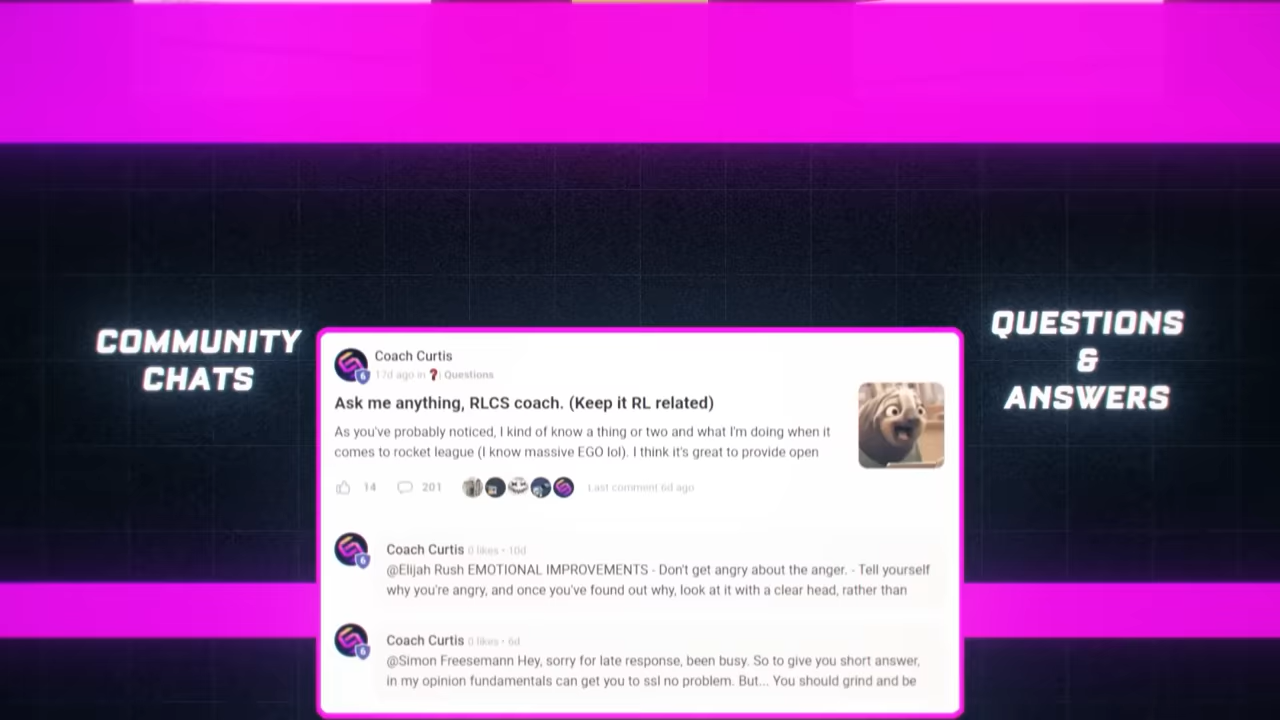 COMMUNITY
CHATS
QUESTIONS
&
ANSWERS
Coach Curtis
17d ago in ❓| Questions
Ask me anything, RLCS coach. (Keep it RL related)
As you've probably noticed, I kind of know a thing or two and what I'm doing when it
comes to rocket league (I know massive EGO lol). I think it's great to provide open
14 201 Last comment 6d ago
Coach Curtis 0 likes • 10d
@Elijah Rush EMOTIONAL IMPROVEMENTS - Don't get angry about the anger. - Tell yourself
why you're angry, and once you've found out why, look at it with a clear head, rather than
Coach Curtis 0 likes • 6d
@Simon Freesemann Hey, sorry for late response, been busy. So to give you short answer,
in my opinion fundamentals can get you to ssl no problem. But... You should grind and be
6
6
6